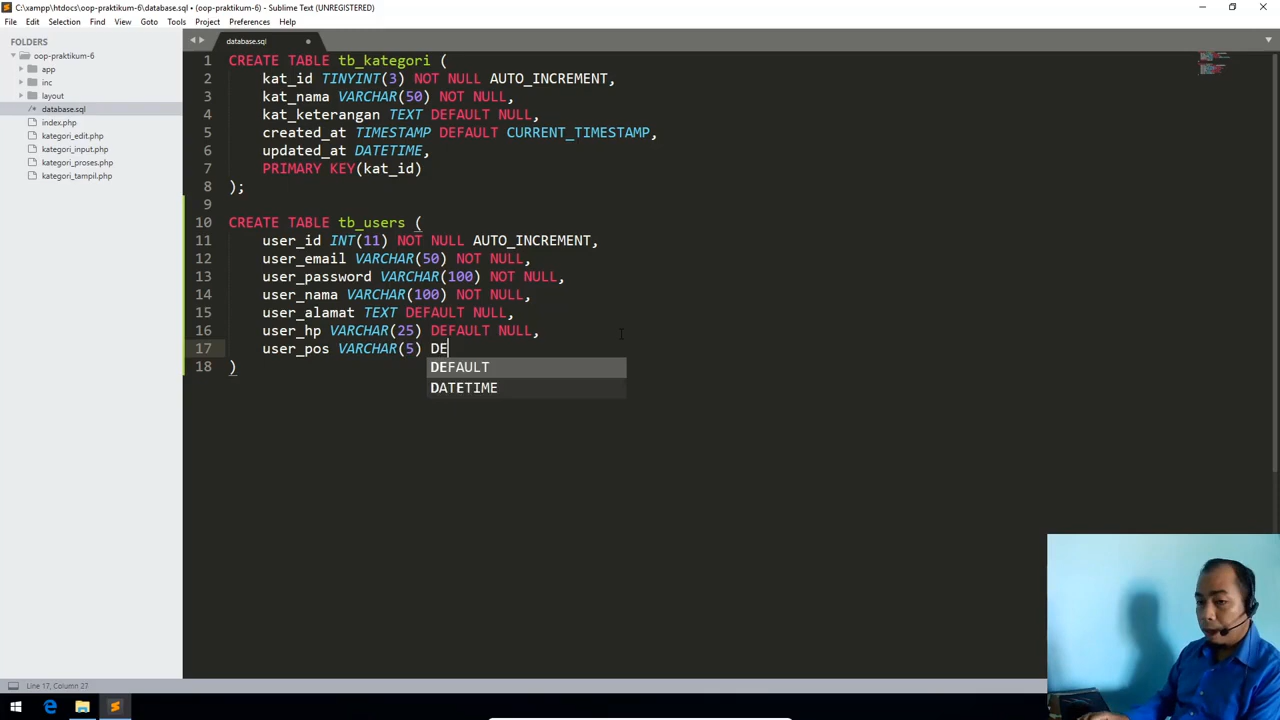 C:\xampp\htdocs\oop-praktikum-6\database.sql • (oop-praktikum-6) - Sublime Text (UNREGISTERED)
File Edit Selection Find View Goto Tools Project Preferences Help
FOLDERS
oop-praktikum-6
app
inc
layout
database.sql
index.php
kategori_edit.php
kategori_input.php
kategori_proses.php
kategori_tampil.php
database.sql
1 CREATE TABLE tb_kategori (
2 kat_id TINYINT(3) NOT NULL AUTO_INCREMENT,
3 kat_nama VARCHAR(50) NOT NULL,
4 kat_keterangan TEXT DEFAULT NULL,
5 created_at TIMESTAMP DEFAULT CURRENT_TIMESTAMP,
6 updated_at DATETIME,
7 PRIMARY KEY(kat_id)
8 );
9
10 CREATE TABLE tb_users (
11 user_id INT(11) NOT NULL AUTO_INCREMENT,
12 user_email VARCHAR(50) NOT NULL,
13 user_password VARCHAR(100) NOT NULL,
14 user_nama VARCHAR(100) NOT NULL,
15 user_alamat TEXT DEFAULT NULL,
16 user_hp VARCHAR(25) DEFAULT NULL,
17 user_pos VARCHAR(5) DE
18 )
DEFAULT
DATETIME
Line 17, Column 27